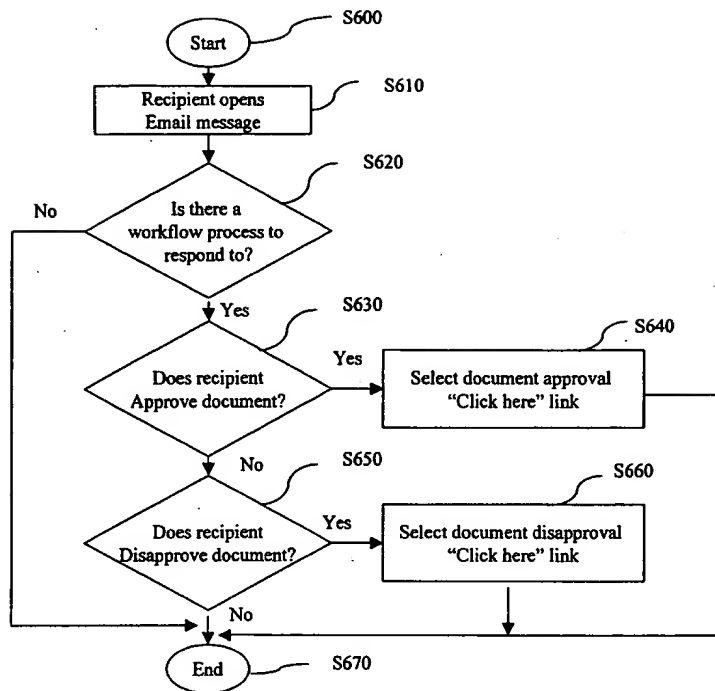 S600
Start
S610
Recipient opens
Email message
S620
No
Is there a
workflow process to
respond to?
Yes
S630
S640
Yes
Does recipient
Approve document?
Select document approval
“Click here” link
No
S650
S660
Yes
Does recipient
Disapprove document?
Select document disapproval
“Click here” link
No
End
S670